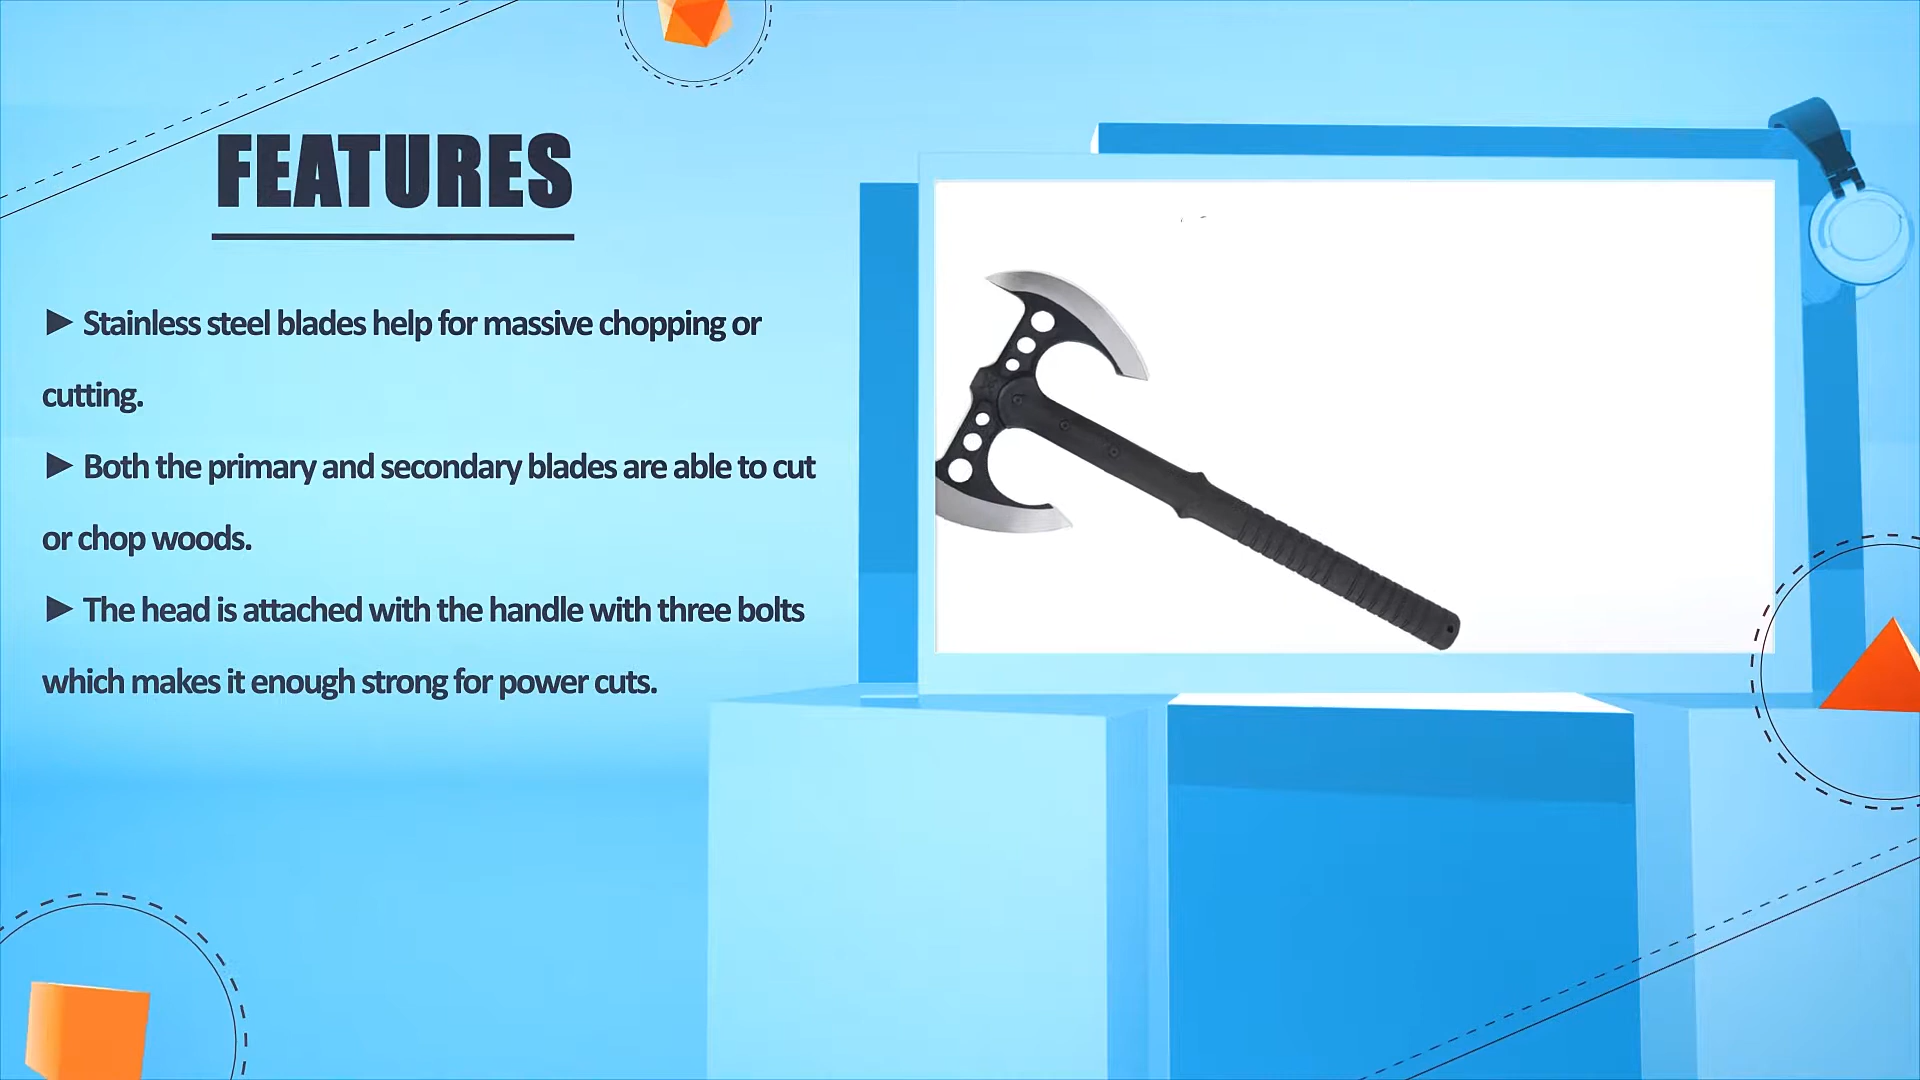 FEATURES
► Stainless steel blades help for massive chopping or
cutting.
► Both the primary and secondary blades are able to cut
or chop woods.
► The head is attached with the handle with three bolts
which makes it enough strong for power cuts.